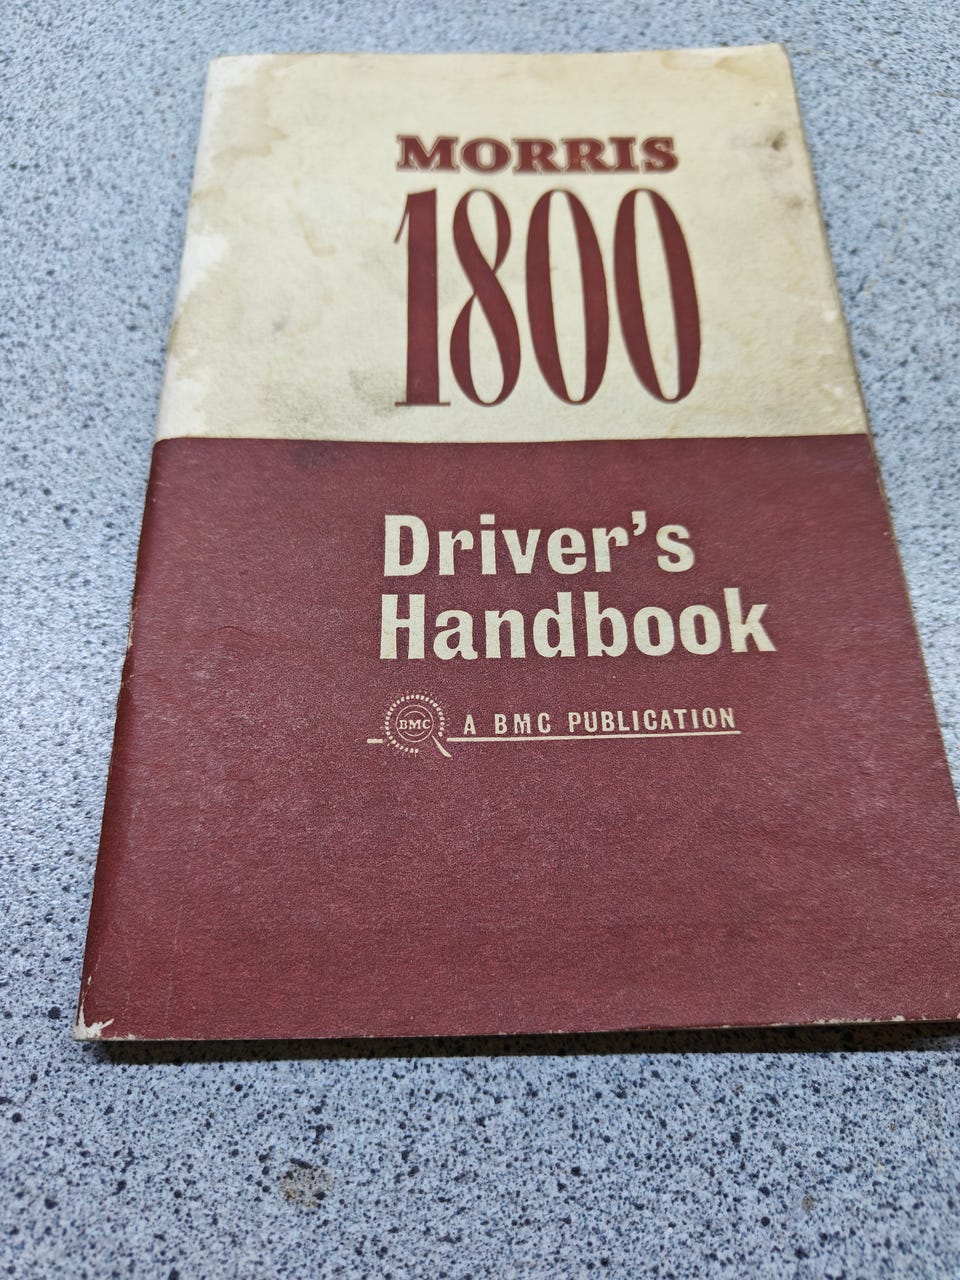 MORRIS
1800
Driver's
Handbook
BMC A BMC PUBLICATION